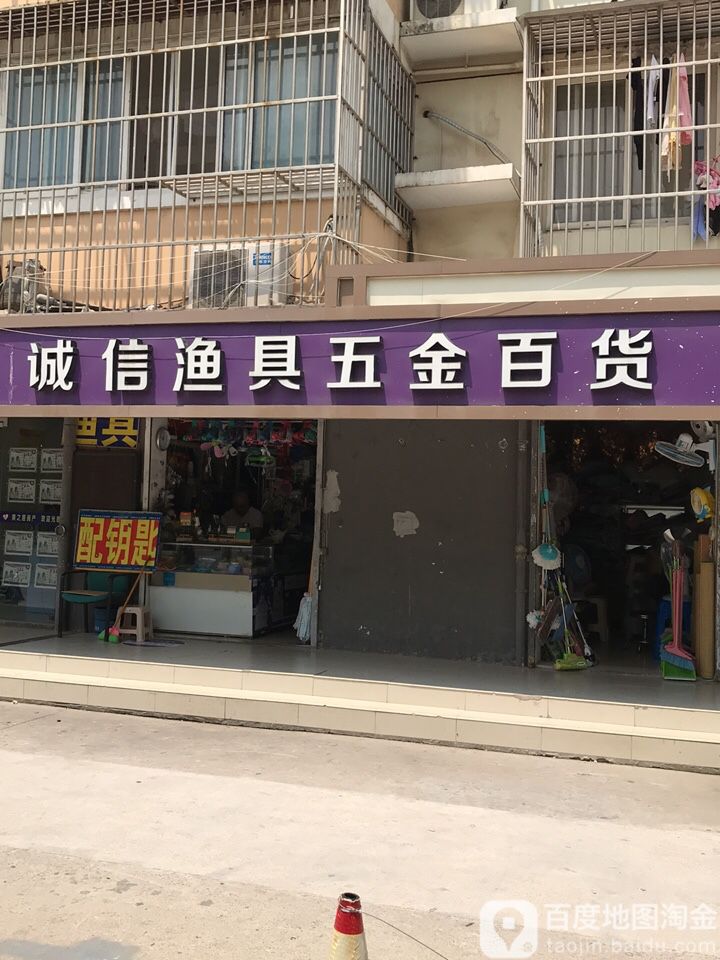 诚信渔具五金百货
渔具
配钥匙
百度地图淘金
taojin.baidu.com